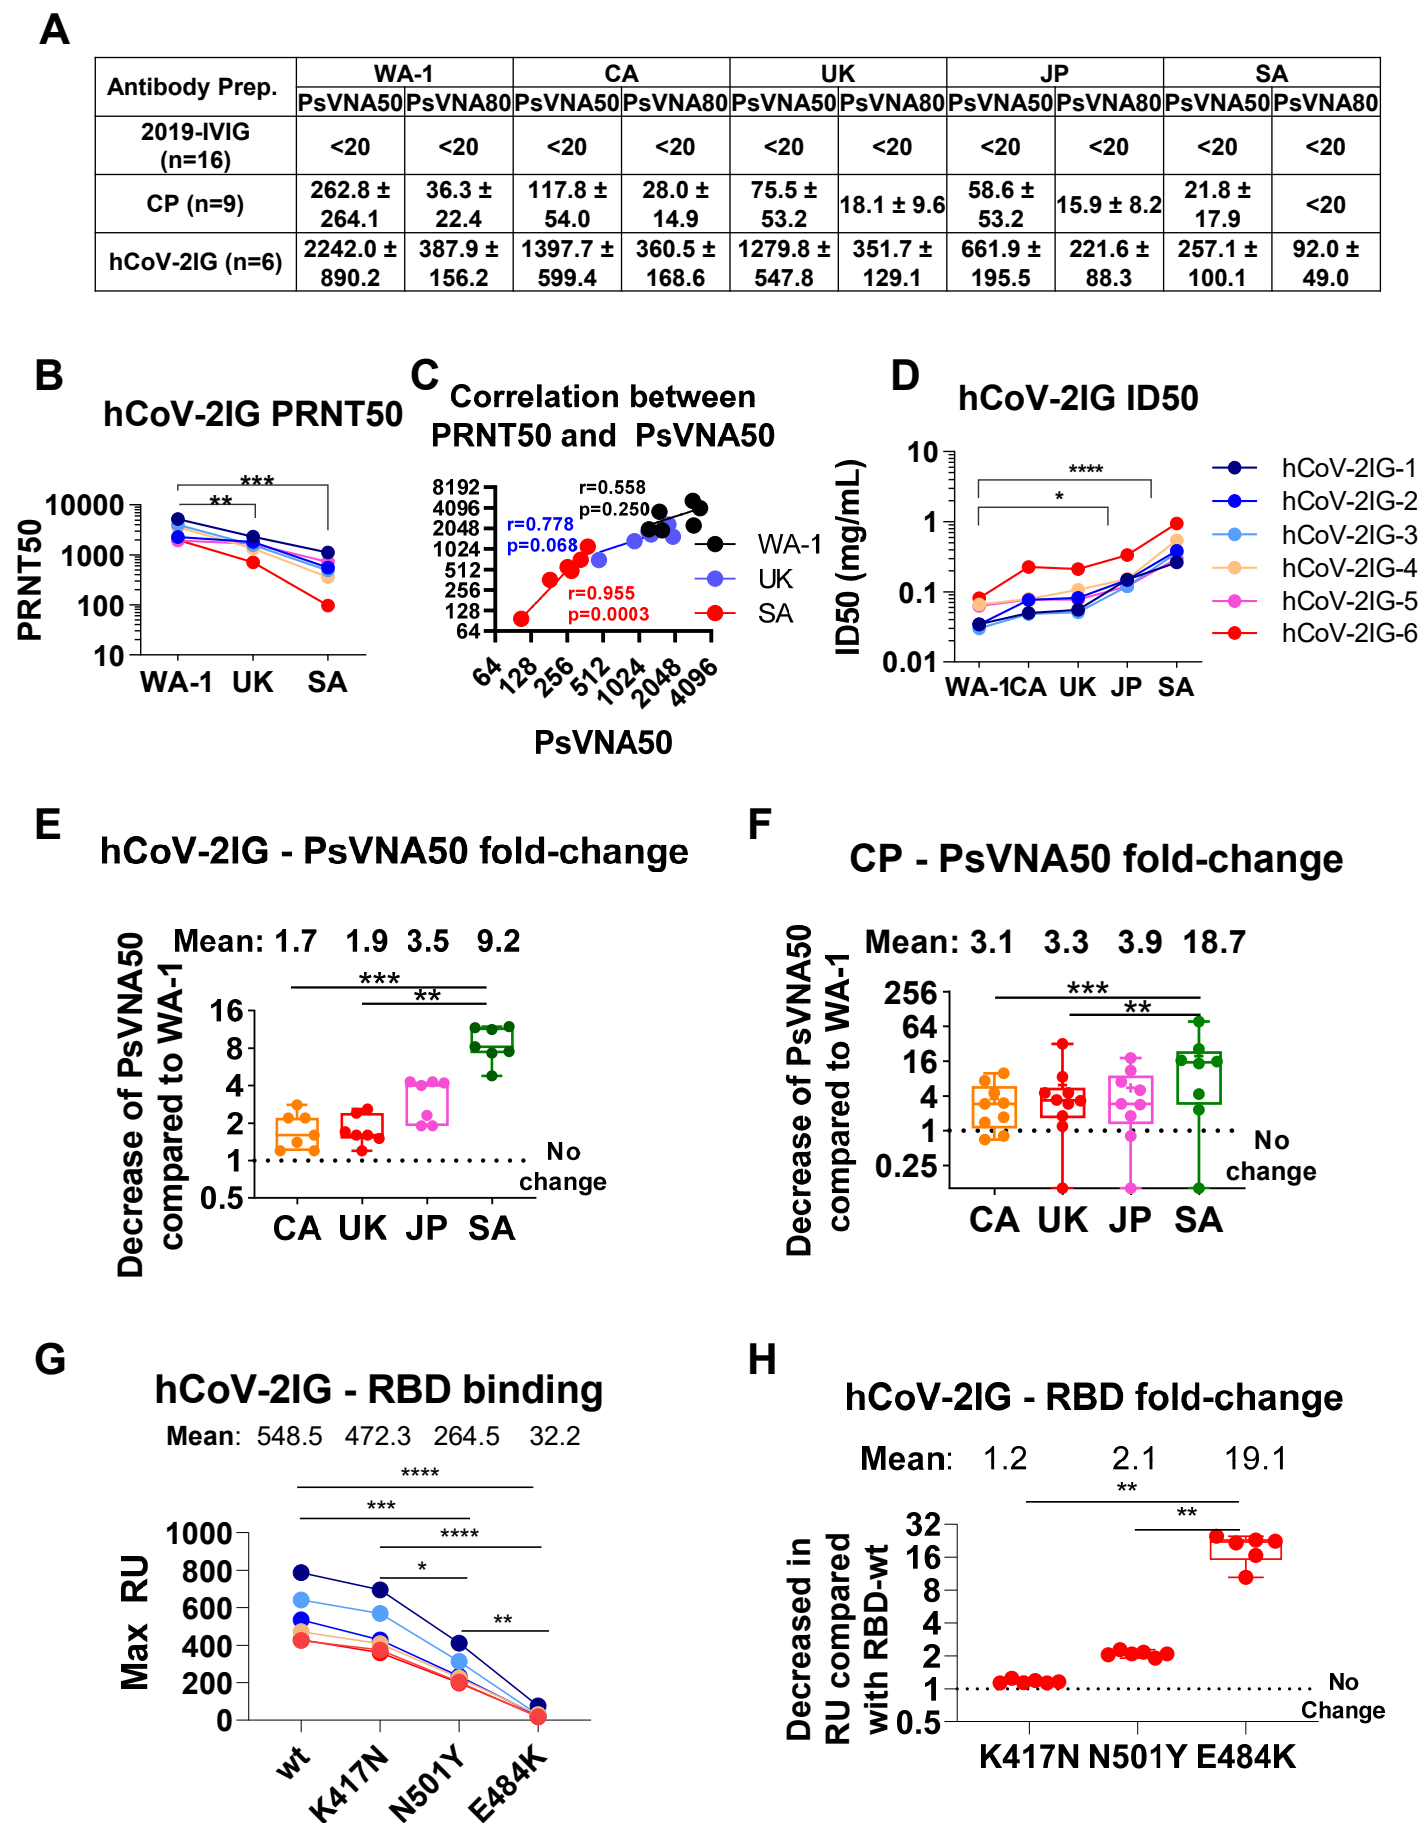 A
Antibody Prep. WA-1 CA UK JP SA
PsVNA50 PsVNA80 PsVNA50 PsVNA80 PsVNA50 PsVNA80 PsVNA50 PsVNA80 PsVNA50 PsVNA80
2019-IVIG (n=16) <20 <20 <20 <20 <20 <20 <20 <20 <20 <20
CP (n=9) 262.8 ± 264.1 36.3 ± 22.4 117.8 ± 54.0 28.0 ± 14.9 75.5 ± 53.2 18.1 ± 9.6 58.6 ± 53.2 15.9 ± 8.2 21.8 ± 17.9 <20
hCoV-2IG (n=6) 2242.0 ± 890.2 387.9 ± 156.2 1397.7 ± 599.4 360.5 ± 168.6 1279.8 ± 547.8 351.7 ± 129.1 661.9 ± 195.5 221.6 ± 88.3 257.1 ± 100.1 92.0 ± 49.0
B
hCoV-2IG PRNT50
PRNT50
10000
1000
100
10
***
**
WA-1 UK SA
C
Correlation between
PRNT50 and PsVNA50
8192
4096
2048
1024
512
256
128
64
r=0.558
p=0.250
r=0.778
p=0.068
r=0.955
p=0.0003
WA-1
UK
SA
64 128 256 512 1024 2048 4096
PsVNA50
D
hCoV-2IG ID50
ID50 (mg/mL)
10
1
0.1
0.01
****
*
WA-1 CA UK JP SA
hCoV-2IG-1
hCoV-2IG-2
hCoV-2IG-3
hCoV-2IG-4
hCoV-2IG-5
hCoV-2IG-6
E
hCoV-2IG - PsVNA50 fold-change
Mean: 1.7 1.9 3.5 9.2
Decrease of PsVNA50
compared to WA-1
***
**
16
8
4
2
1
0.5
No
change
CA UK JP SA
F
CP - PsVNA50 fold-change
Mean: 3.1 3.3 3.9 18.7
Decrease of PsVNA50
compared to WA-1
***
**
256
64
16
4
1
0.25
No
change
CA UK JP SA
G
hCoV-2IG - RBD binding
Mean: 548.5 472.3 264.5 32.2
****
***
****
*
**
Max RU
1000
800
600
400
200
0
wt K417N N501Y E484K
H
hCoV-2IG - RBD fold-change
Mean: 1.2 2.1 19.1
**
**
Decreased in
RU compared
with RBD-wt
32
16
8
4
2
1
0.5
No
Change
K417N N501Y E484K